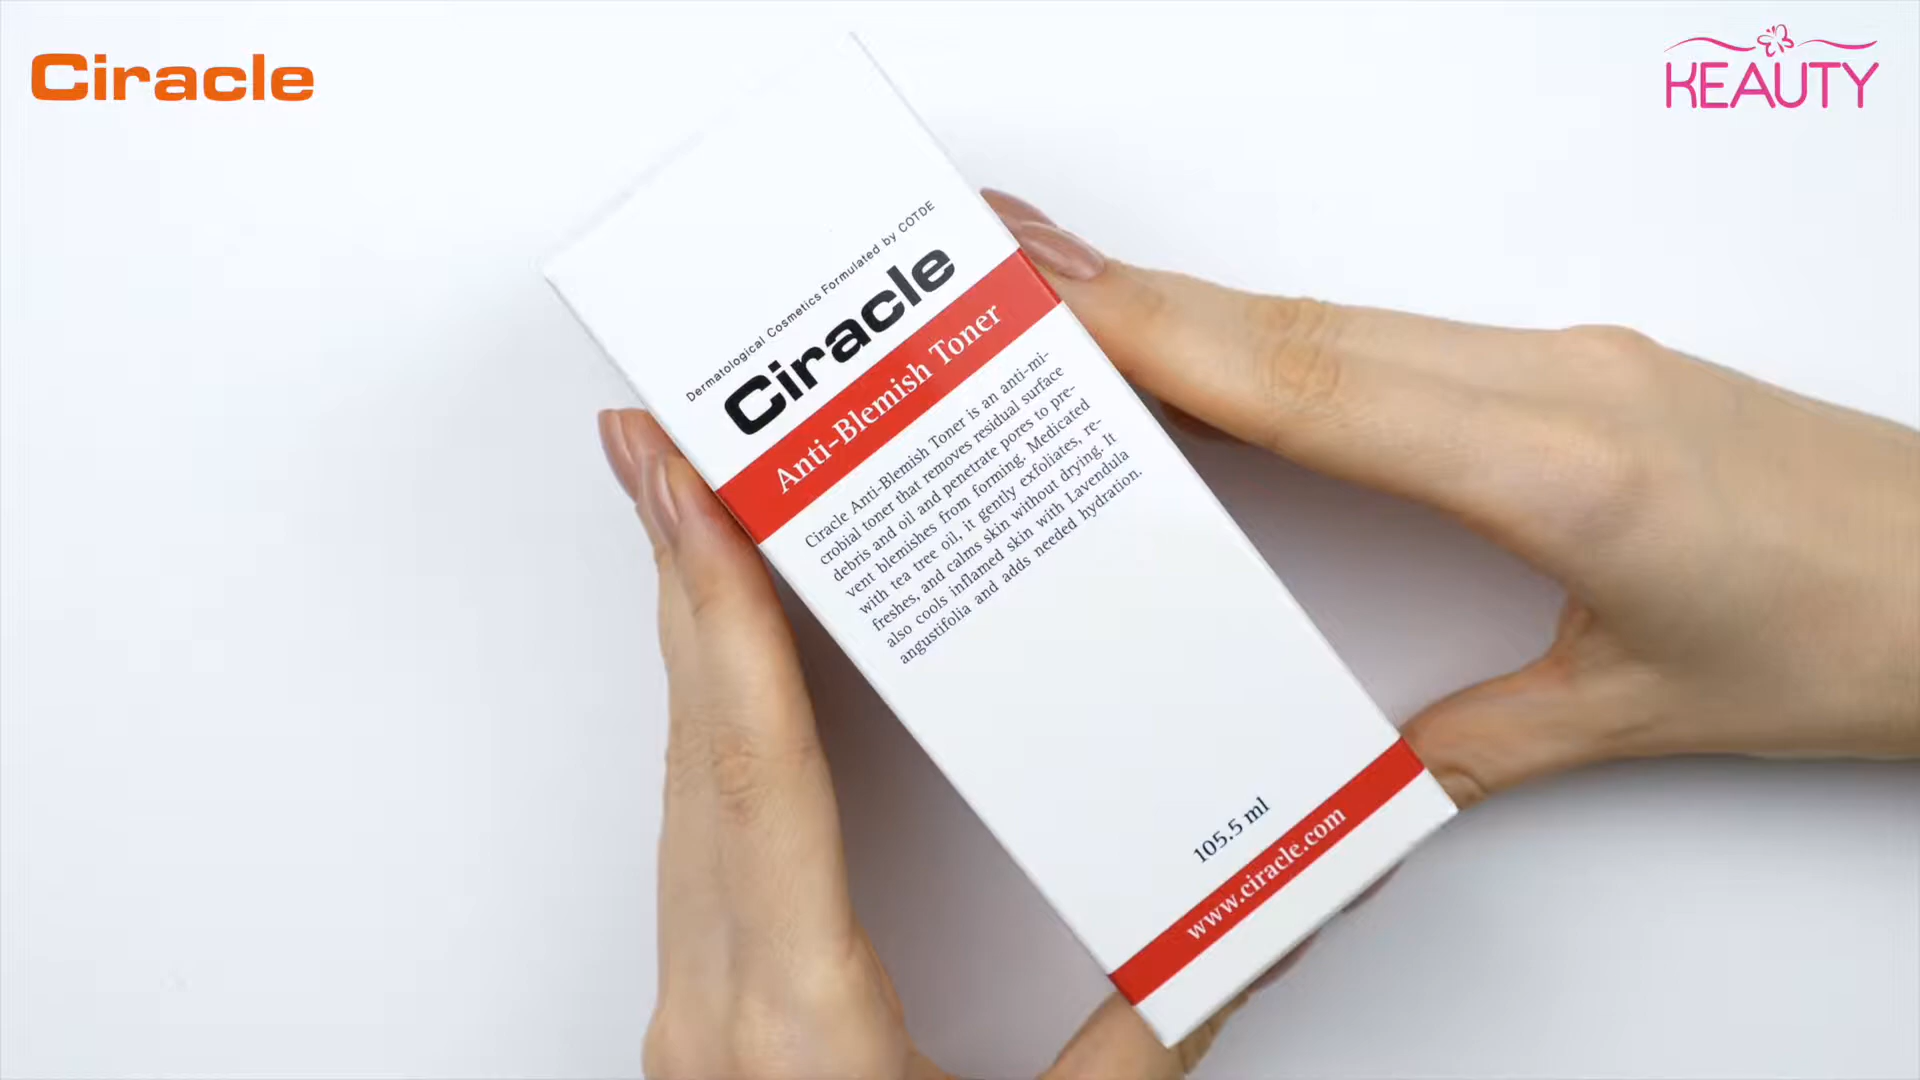 Ciracle
KEAUTY
Dermatological Cosmetics Formulated by COTDE
Ciracle
Anti-Blemish Toner
Ciracle Anti-Blemish Toner is an anti-mi-
crobial toner that removes residual surface
debris and oil and penetrate pores to pre-
vent blemishes from forming. Medicated
with tea tree oil, it gently exfoliates, re-
freshes, and calms skin without drying. It
also cools inflamed skin with Lavendula
angustifolia and adds needed hydration.
105.5 ml
www.ciracle.com